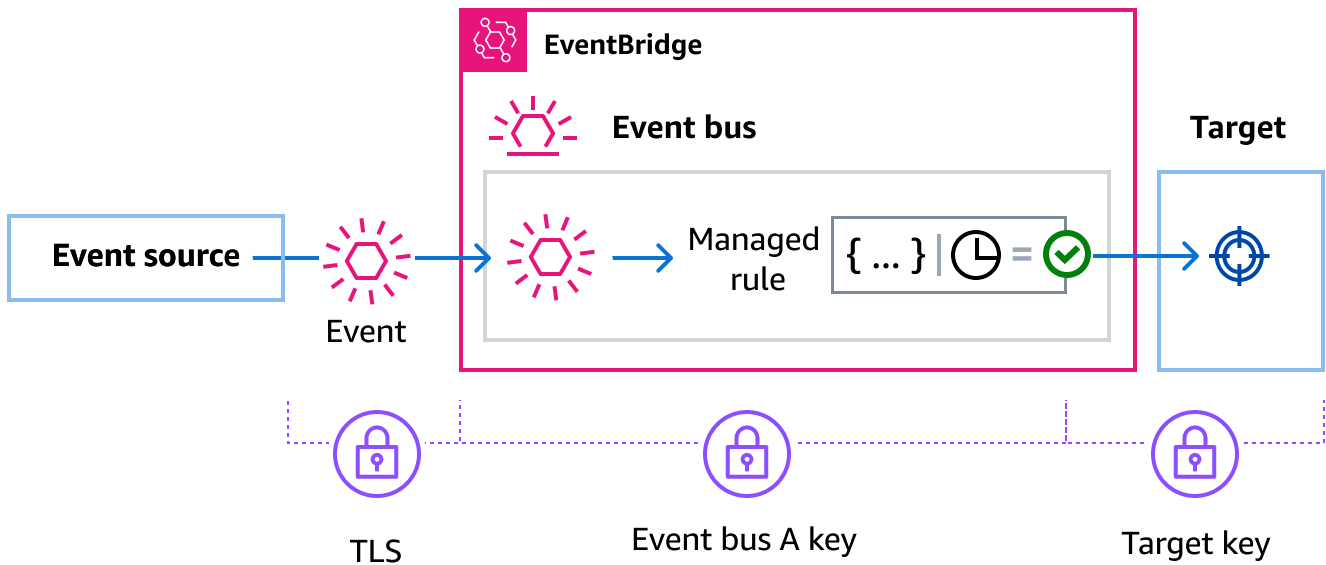 EventBridge
Event bus
Target
Event source
Event
Managed
rule
{ ... } | =
TLS
Event bus A key
Target key